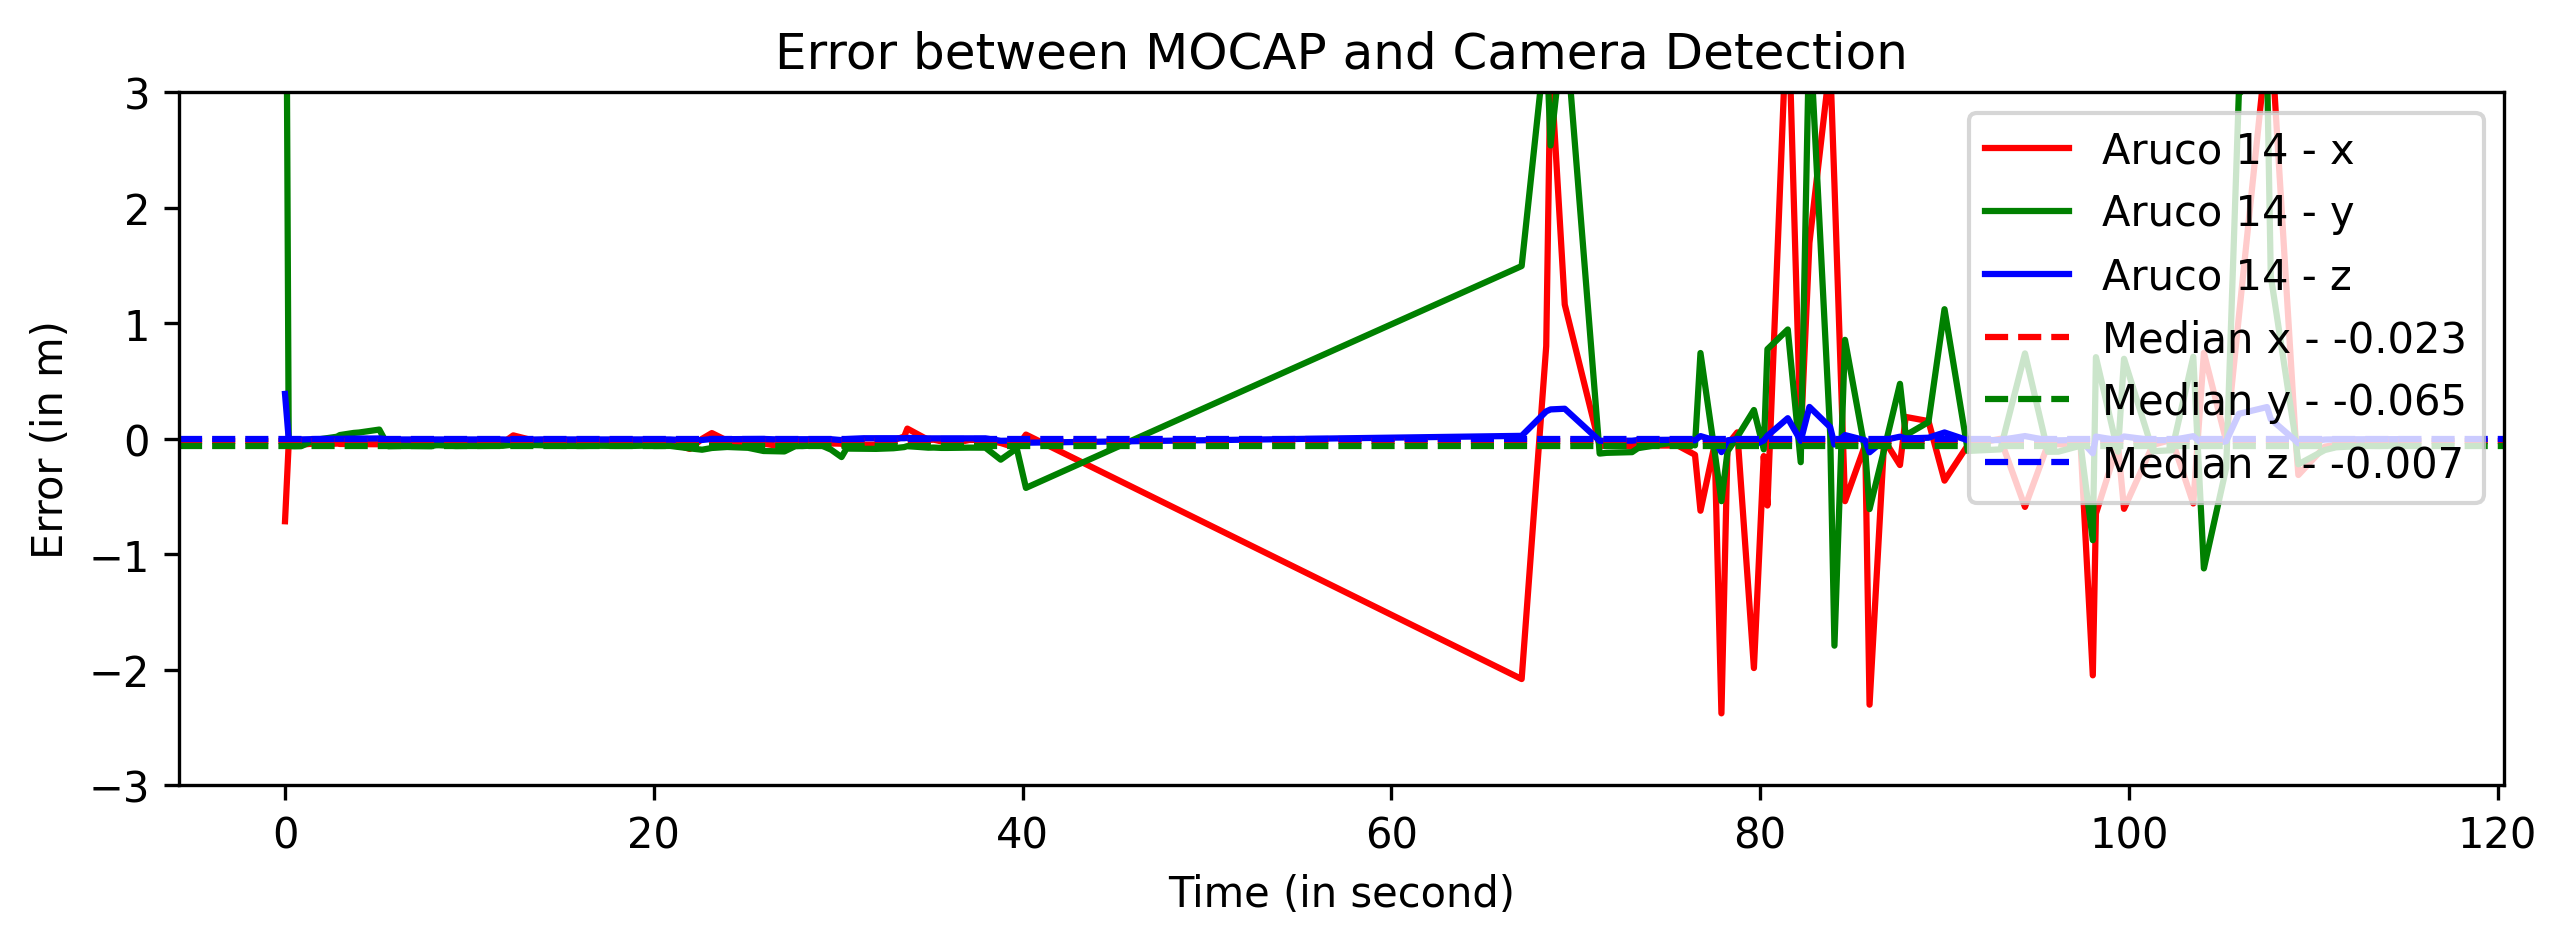 Error between MOCAP and Camera Detection
Error (in m)
3
2
1
0
−1
−2
−3
Aruco 14 - x
Aruco 14 - y
Aruco 14 - z
Median x - -0.023
Median y - -0.065
Median z - -0.007
0 20 40 60 80 100 120
Time (in second)